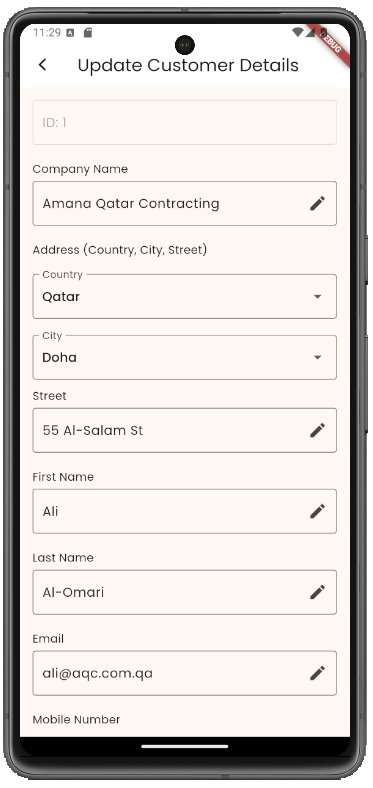 11:29
DEBUG
Update Customer Details
ID: 1
Company Name
Amana Qatar Contracting
Address (Country, City, Street)
Country
Qatar
City
Doha
Street
55 Al-Salam St
First Name
Ali
Last Name
Al-Omari
Email
ali@aqc.com.qa
Mobile Number